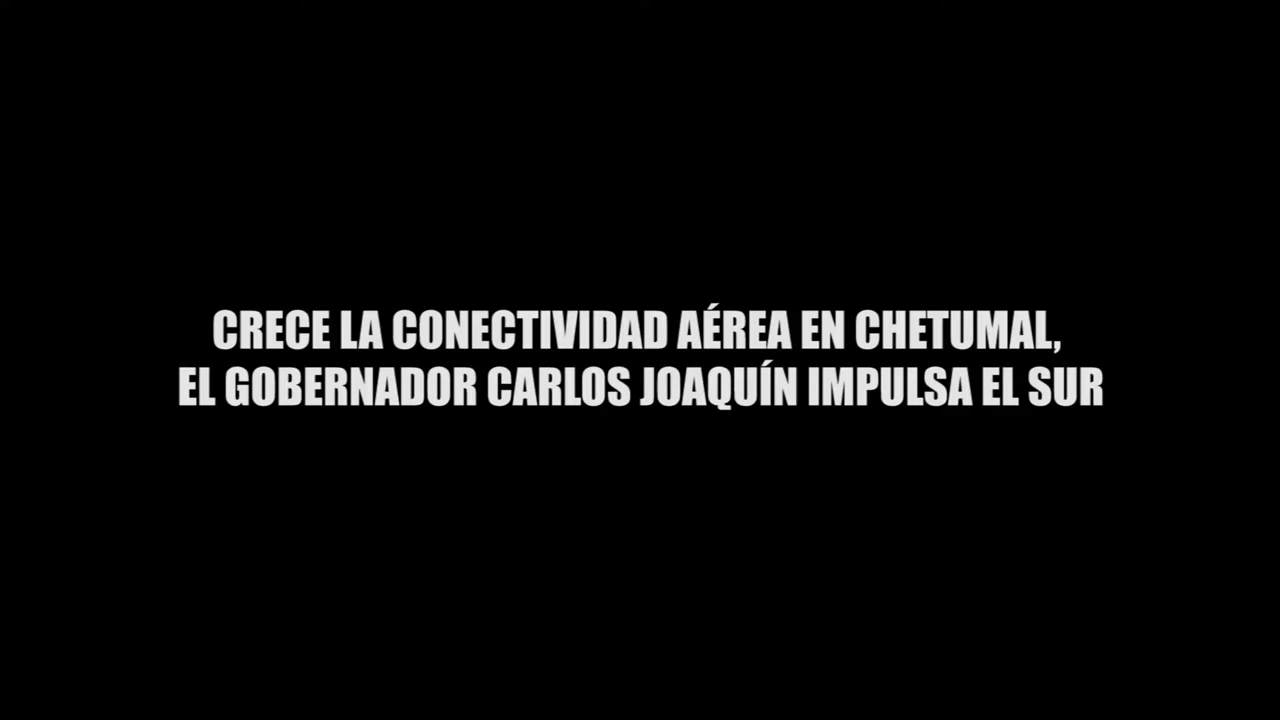 CRECE LA CONECTIVIDAD AÉREA EN CHETUMAL,
EL GOBERNADOR CARLOS JOAQUÍN IMPULSA EL SUR